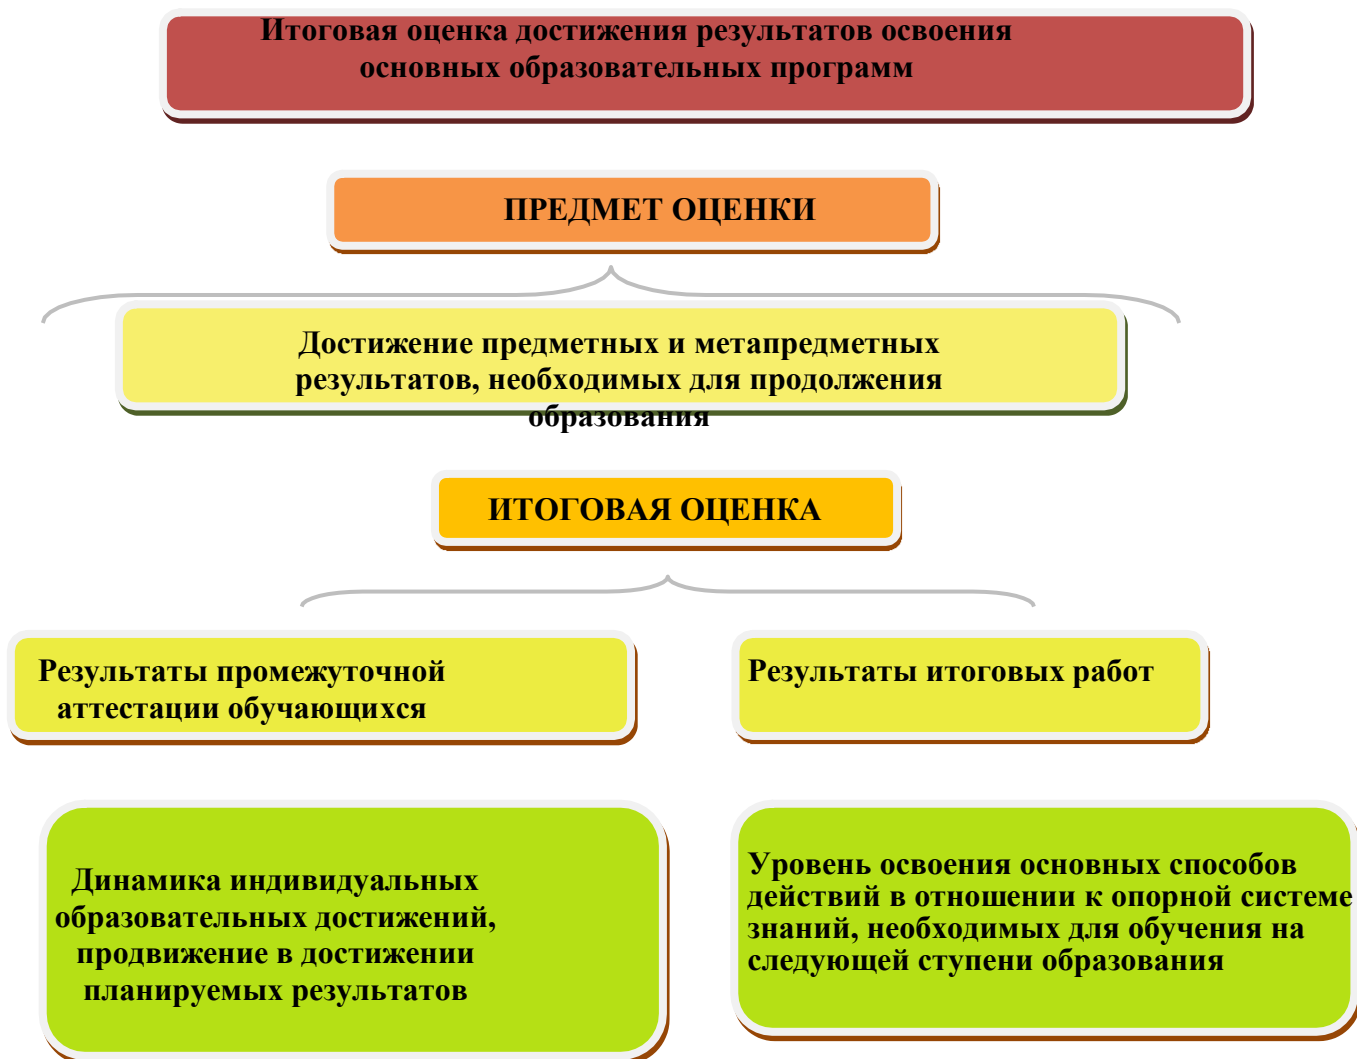 Итоговая оценка достижения результатов освоения
основных образовательных программ
ПРЕДМЕТ ОЦЕНКИ
Достижение предметных и метапредметных
результатов, необходимых для продолжения
образования
ИТОГОВАЯ ОЦЕНКА
Результаты промежуточной
аттестации обучающихся
Результаты итоговых работ
Динамика индивидуальных
образовательных достижений,
продвижение в достижении
планируемых результатов
Уровень освоения основных способов
действий в отношении к опорной системе
знаний, необходимых для обучения на
следующей ступени образования